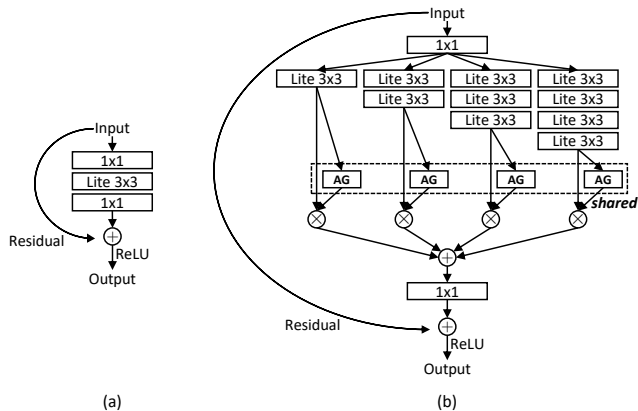 Input
1x1
Lite 3x3
1x1
Residual
ReLU
Output
(a)
Input
1x1
Lite 3x3 Lite 3x3 Lite 3x3 Lite 3x3
Lite 3x3 Lite 3x3 Lite 3x3
Lite 3x3 Lite 3x3
Lite 3x3
AG AG AG AG
shared
1x1
Residual
ReLU
Output
(b)